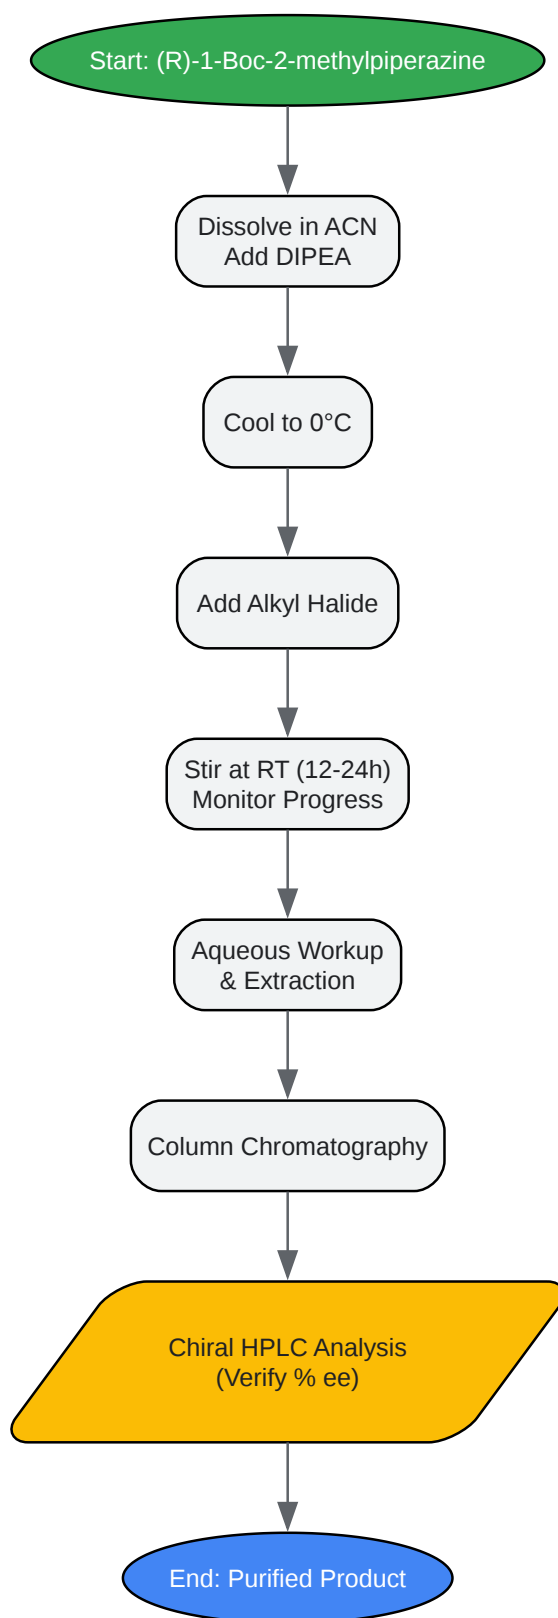 Start: (R)-1-Boc-2-methylpiperazine
Dissolve in ACN
Add DIPEA
Cool to 0°C
Add Alkyl Halide
Stir at RT (12-24h)
Monitor Progress
Aqueous Workup
& Extraction
Column Chromatography
Chiral HPLC Analysis
(Verify % ee)
End: Purified Product